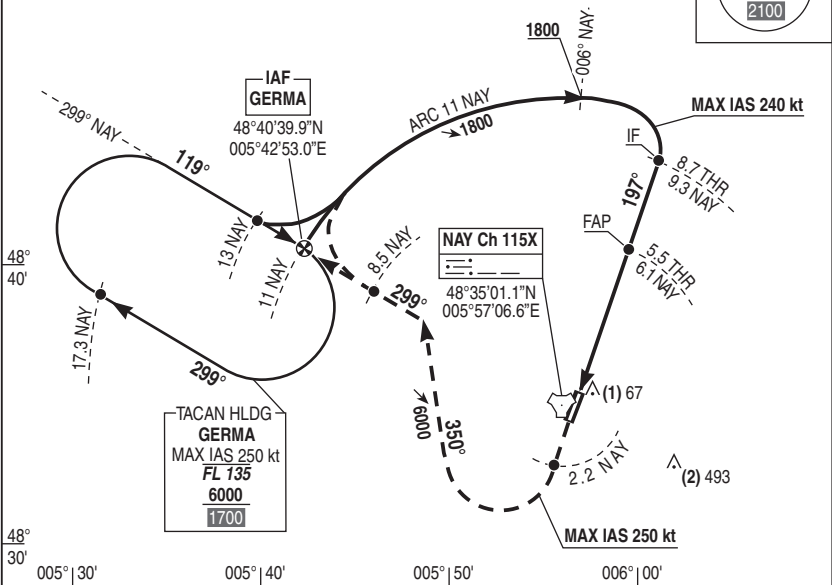 2100
1800
006° NAY
IAF
GERMA
48°40'39.9"N
005°42'53.0"E
ARC 11 NAY
1800
MAX IAS 240 kt
299° NAY
119°
IF
8.7 THR
9.3 NAY
197°
13 NAY
11 NAY
8.5 NAY
NAY Ch 115X
48°35'01.1"N
005°57'06.6"E
FAP
5.5 THR
6.1 NAY
48°
40'
17.3 NAY
299°
299°
6000
350°
(1) 67
TACAN HLDG
GERMA
MAX IAS 250 kt
FL 135
6000
1700
2.2 NAY
(2) 493
MAX IAS 250 kt
48°
30'
005° 30'
005° 40'
005° 50'
006° 00'